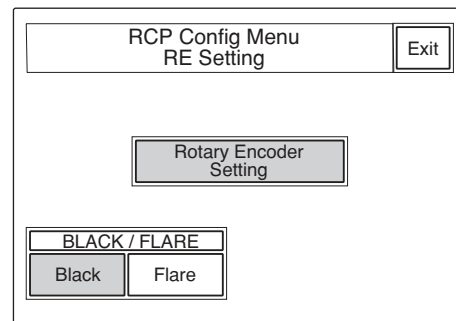 RCP Config Menu
RE Setting
Exit
Rotary Encoder
Setting
BLACK / FLARE
Black
Flare